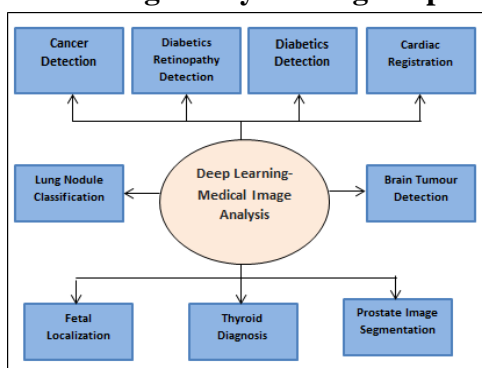 Cancer
Detection
Diabetics
Retinopathy
Detection
Diabetics
Detection
Cardiac
Registration
Lung Nodule
Classification
Deep Learning-
Medical Image
Analysis
Brain Tumour
Detection
Fetal
Localization
Thyroid
Diagnosis
Prostate Image
Segmentation